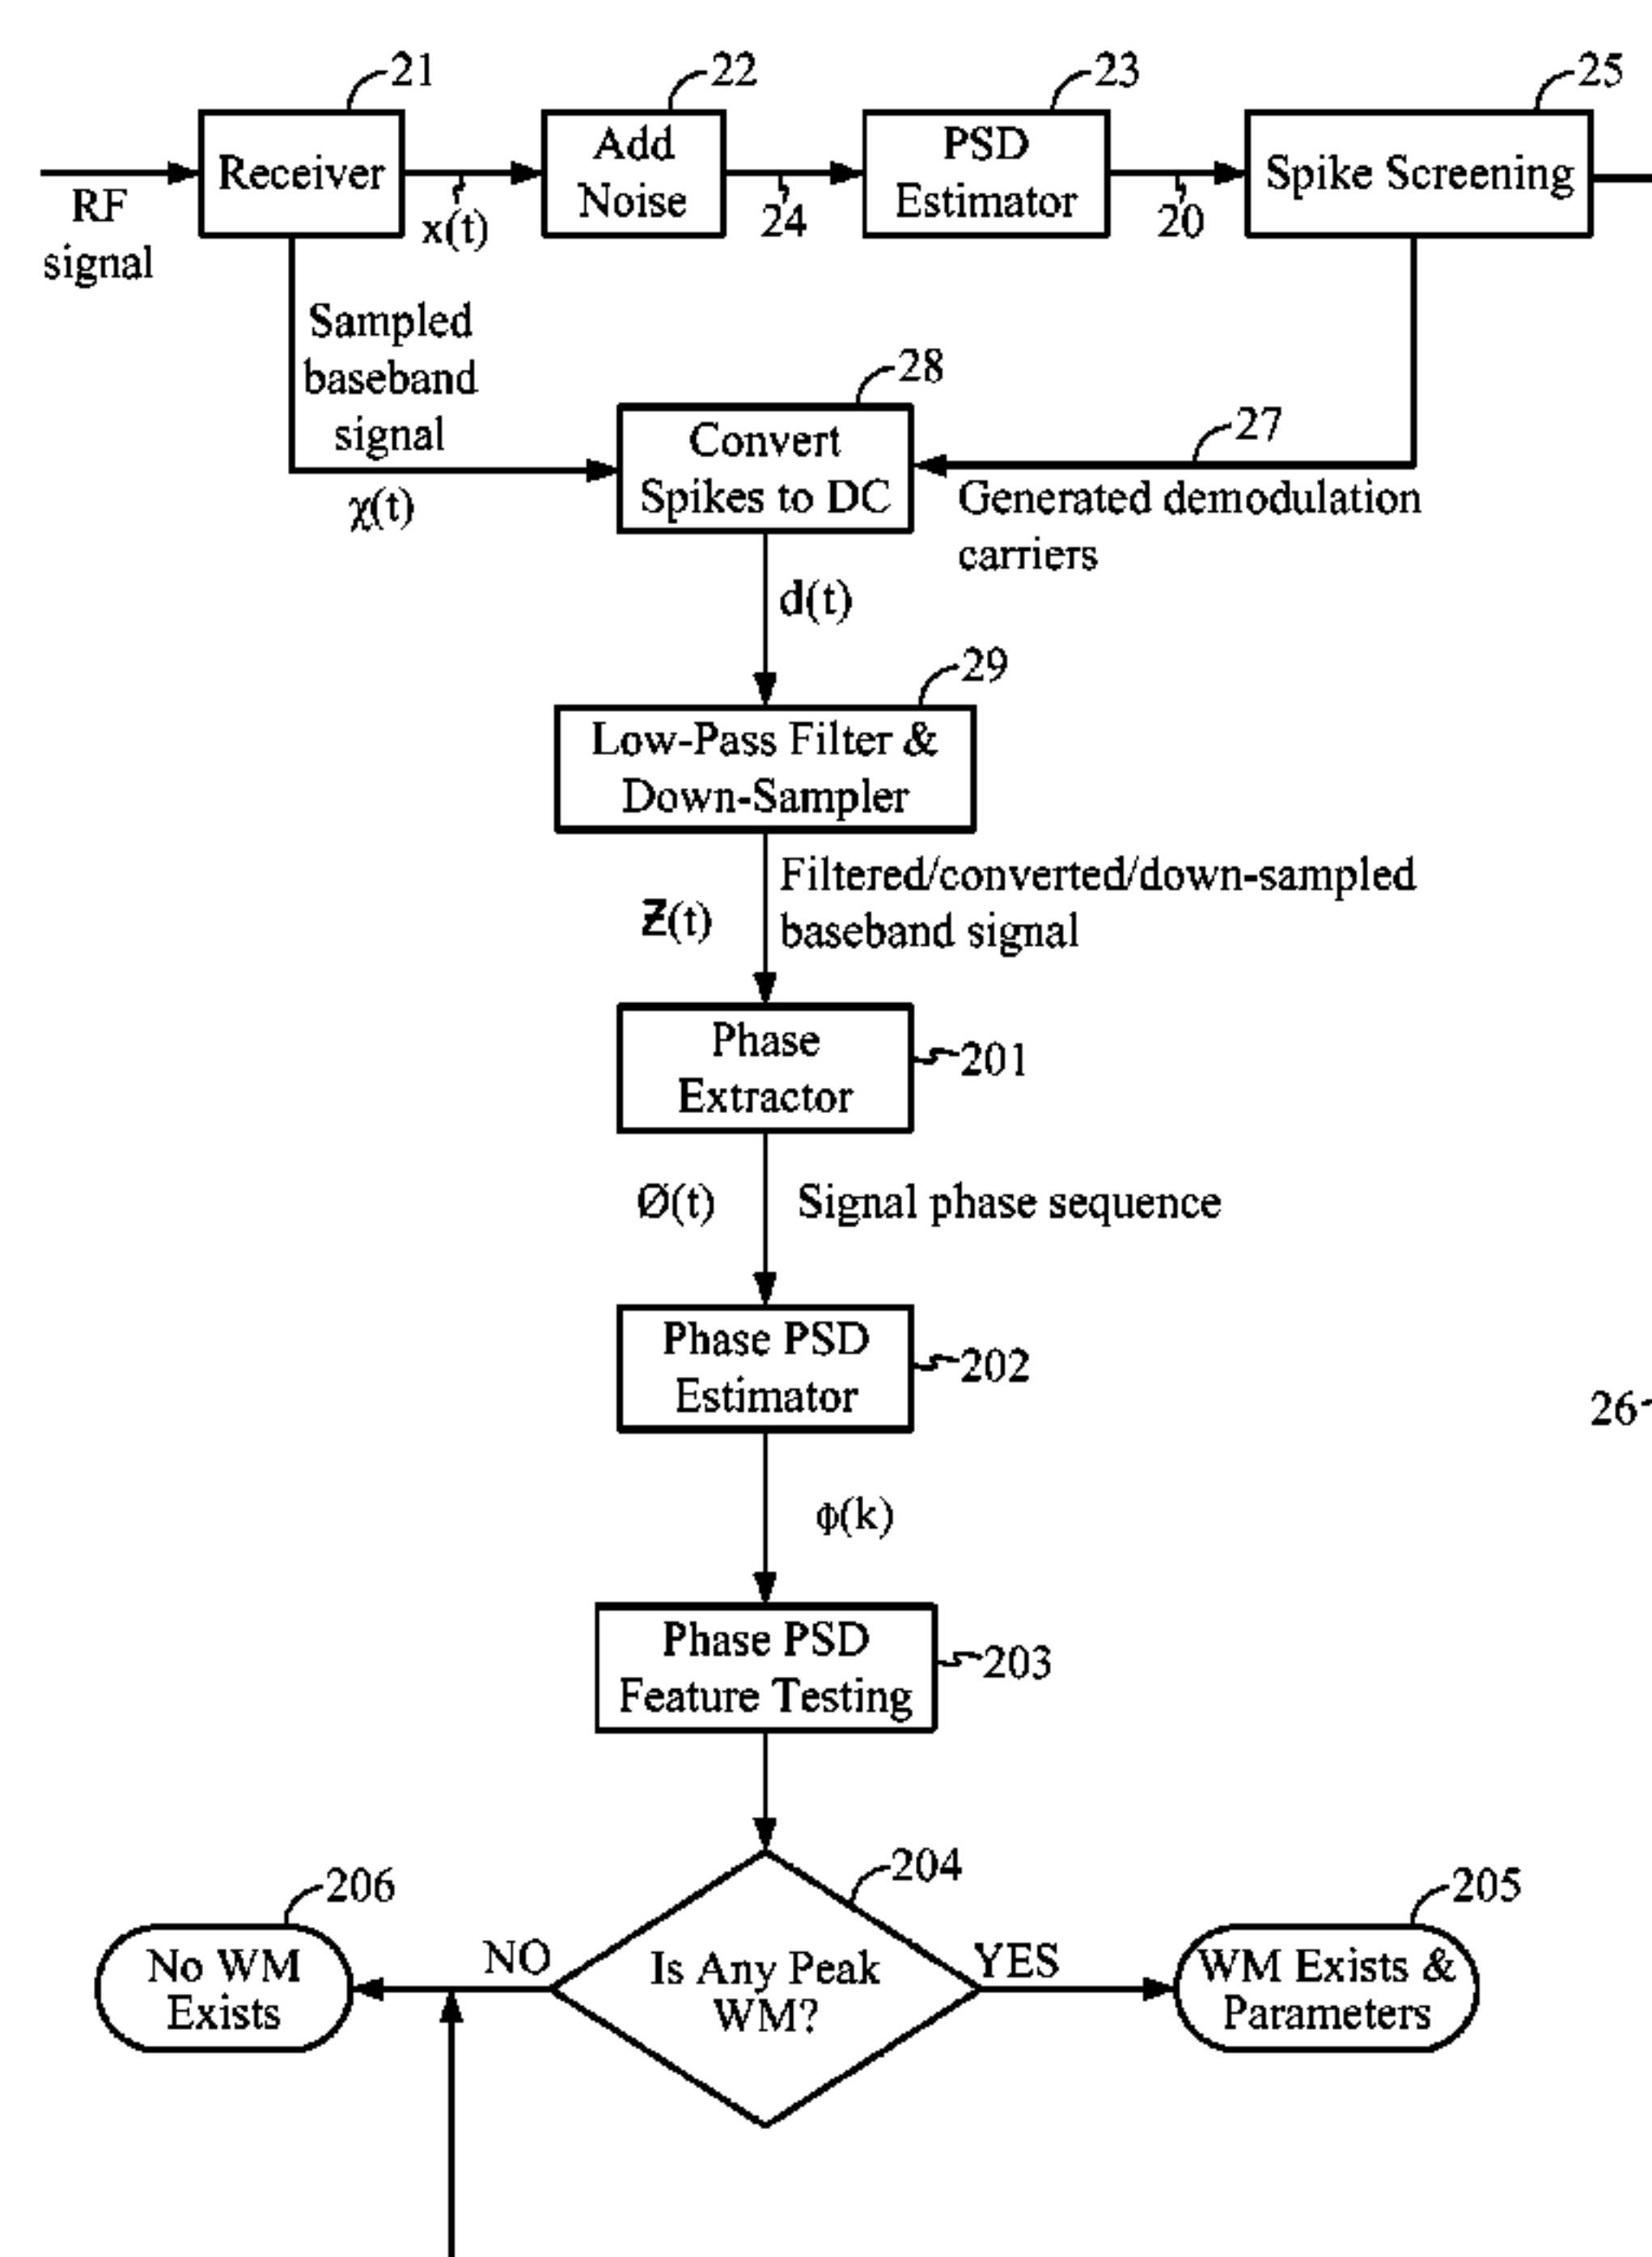 21
22
23
25
Receiver
Add
Noise
PSD
Estimator
Spike Screening
RF
signal
x(t)
24
20
Sampled
baseband
signal
χ(t)
28
Convert
Spikes to DC
27
Generated demodulation
carriers
d(t)
29
Low-Pass Filter &
Down-Sampler
Ƶ(t)
Filtered/converted/down-sampled
baseband signal
Phase
Extractor
201
Ø(t)
Signal phase sequence
Phase PSD
Estimator
202
26
ϕ(k)
Phase PSD
Feature Testing
203
204
206
205
No WM
Exists
NO
Is Any Peak
WM?
YES
WM Exists &
Parameters